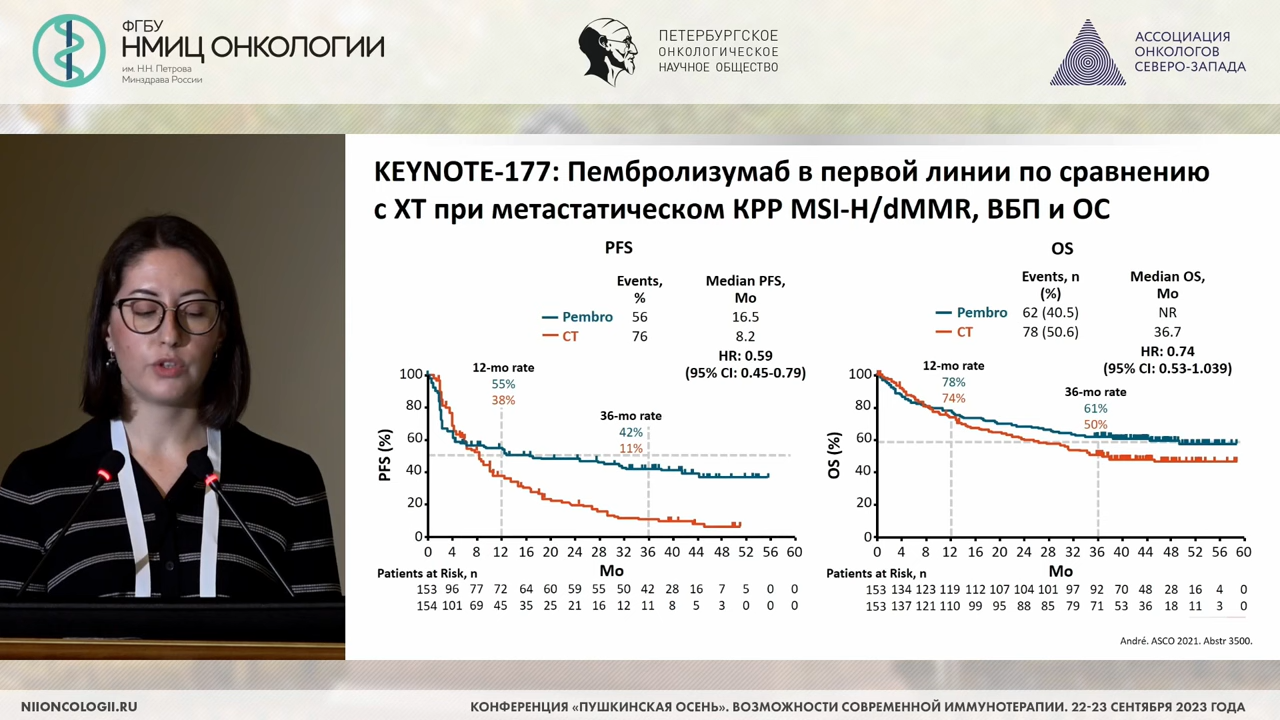 ФГБУ
НМИЦ ОНКОЛОГИИ
им. Н.Н. Петрова
Минздрава России
ПЕТЕРБУРГСКОЕ
ОНКОЛОГИЧЕСКОЕ
НАУЧНОЕ ОБЩЕСТВО
АССОЦИАЦИЯ
ОНКОЛОГОВ
СЕВЕРО-ЗАПАДА
KEYNOTE-177: Пембролизумаб в первой линии по сравнению
с ХТ при метастатическом КРР MSI-H/dMMR, ВБП и ОС
PFS
Events, %
Median PFS, Mo
Pembro 56 16.5
CT 76 8.2
HR: 0.59
(95% CI: 0.45-0.79)
12-mo rate
55%
38%
36-mo rate
42%
11%
PFS (%)
100
80
60
40
20
0
0 4 8 12 16 20 24 28 32 36 40 44 48 52 56 60
Patients at Risk, n
Mo
153 96 77 72 64 60 59 55 50 42 28 16 7 5 0 0
154 101 69 45 35 25 21 16 12 11 8 5 3 0 0 0
OS
Events, n (%)
Median OS, Mo
Pembro 62 (40.5) NR
CT 78 (50.6) 36.7
HR: 0.74
(95% CI: 0.53-1.039)
12-mo rate
78%
74%
36-mo rate
61%
50%
OS (%)
100
80
60
40
20
0
0 4 8 12 16 20 24 28 32 36 40 44 48 52 56 60
Patients at Risk, n
Mo
153 134 123 119 112 107 104 101 97 92 70 48 28 16 4 0
153 137 121 110 99 95 88 85 79 71 53 36 18 11 3 0
André. ASCO 2021. Abstr 3500.
NIIONCOLOGII.RU
КОНФЕРЕНЦИЯ «ПУШКИНСКАЯ ОСЕНЬ». ВОЗМОЖНОСТИ СОВРЕМЕННОЙ ИММУНОТЕРАПИИ. 22-23 СЕНТЯБРЯ 2023 ГОДА